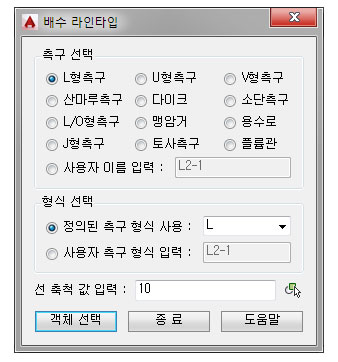 배수 라인타입
측구 선택
L형측구 U형측구 V형측구
산마루측구 다이크 소단측구
L/O형측구 맹암거 용수로
J형측구 토사측구 플륨관
사용자 이름 입력 : L2-1
형식 선택
정의된 측구 형식 사용 : L
사용자 측구 형식 입력 : L2-1
선 축척 값 입력 : 10
객체 선택 종 료 도움말